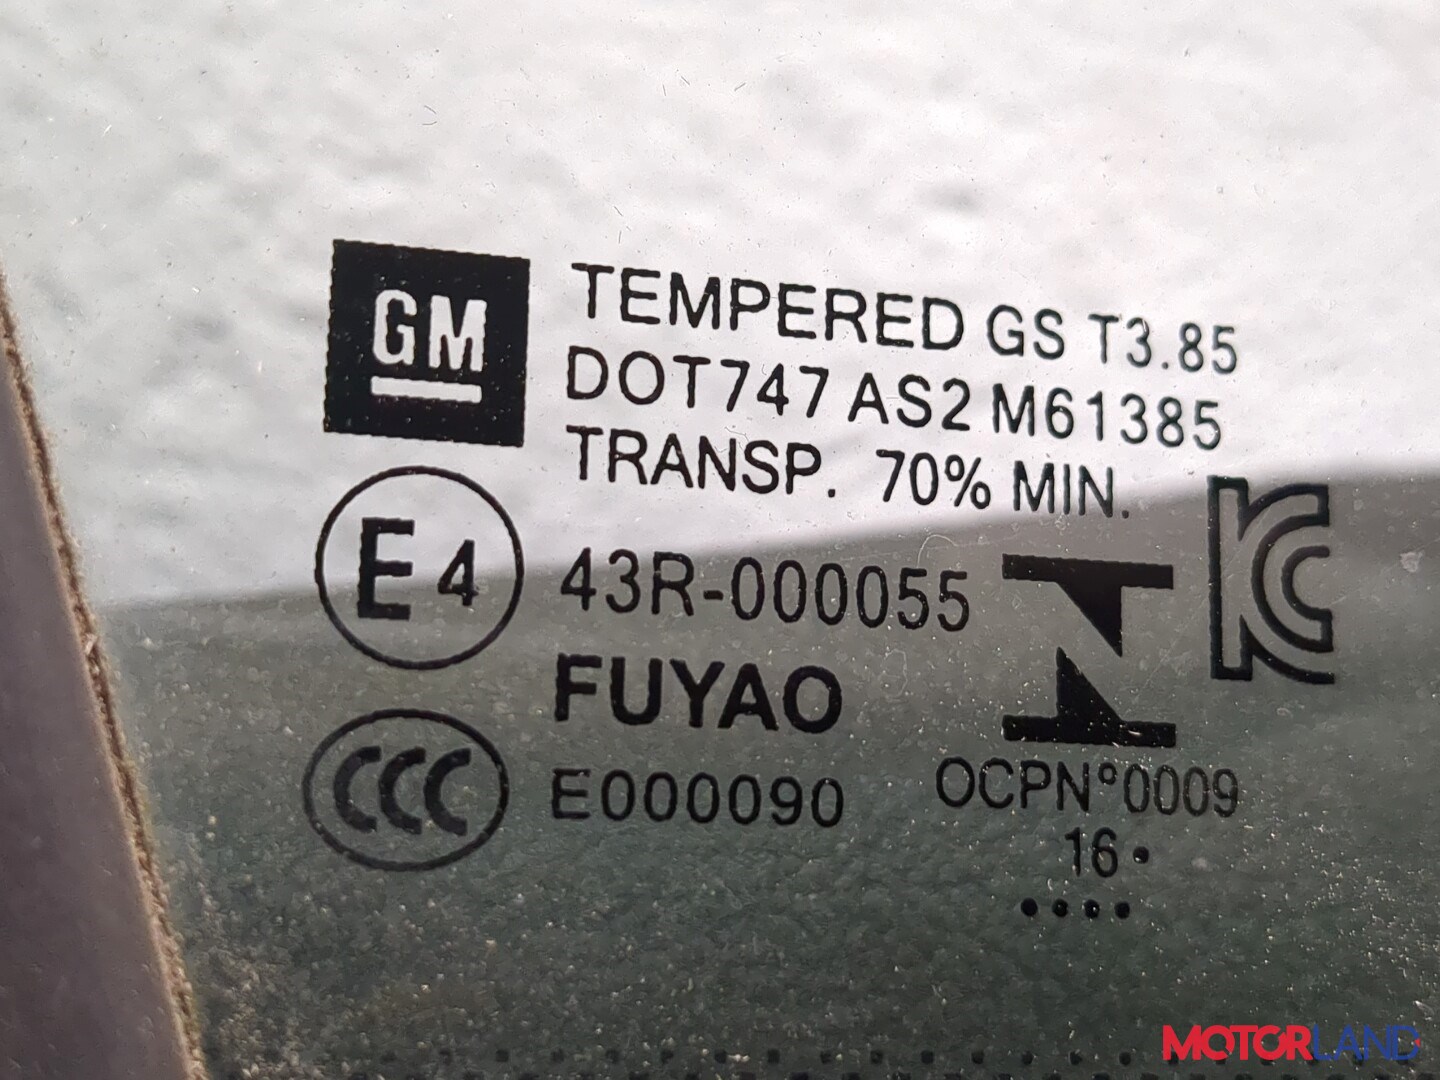 GM
TEMPERED GS T3.85
DOT747 AS2 M61385
TRANSP. 70% MIN.
E4
43R-000055
KC
FUYAO
CCC
E000090
OCPN°0009
16•
••••
MOTORLAND